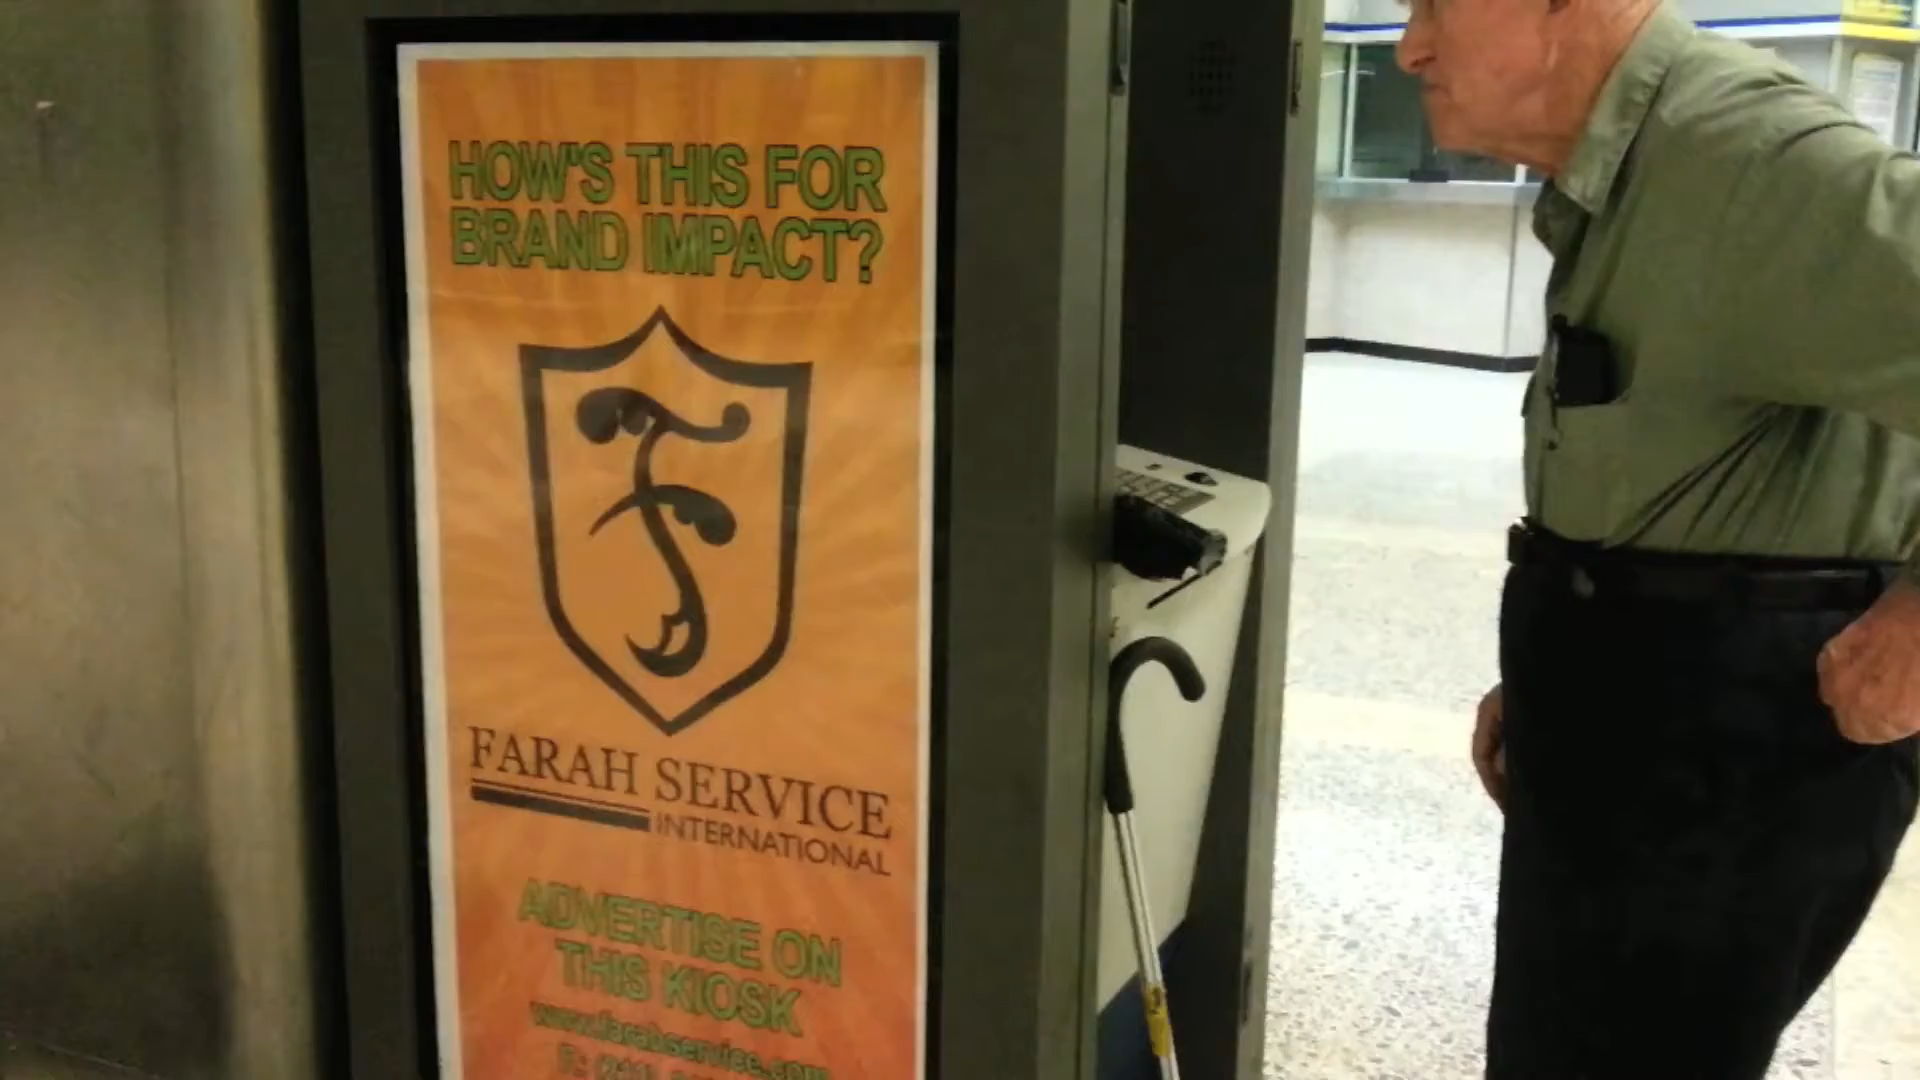 HOW'S THIS FOR
BRAND IMPACT?
FARAH SERVICE
INTERNATIONAL
ADVERTISE ON
THIS KIOSK
www.farahservice.com